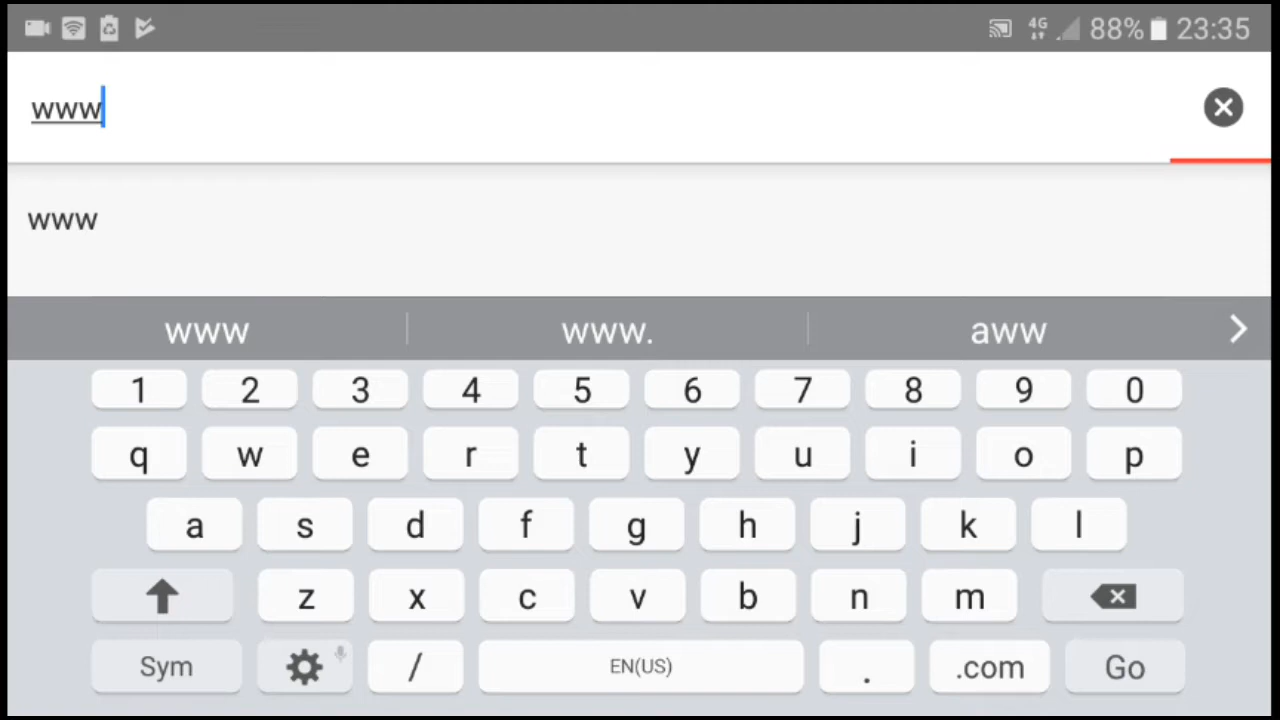 4G 88% 23:35
www
www
www www. aww
1 2 3 4 5 6 7 8 9 0
q w e r t y u i o p
a s d f g h j k l
z x c v b n m
Sym / EN(US) . .com Go